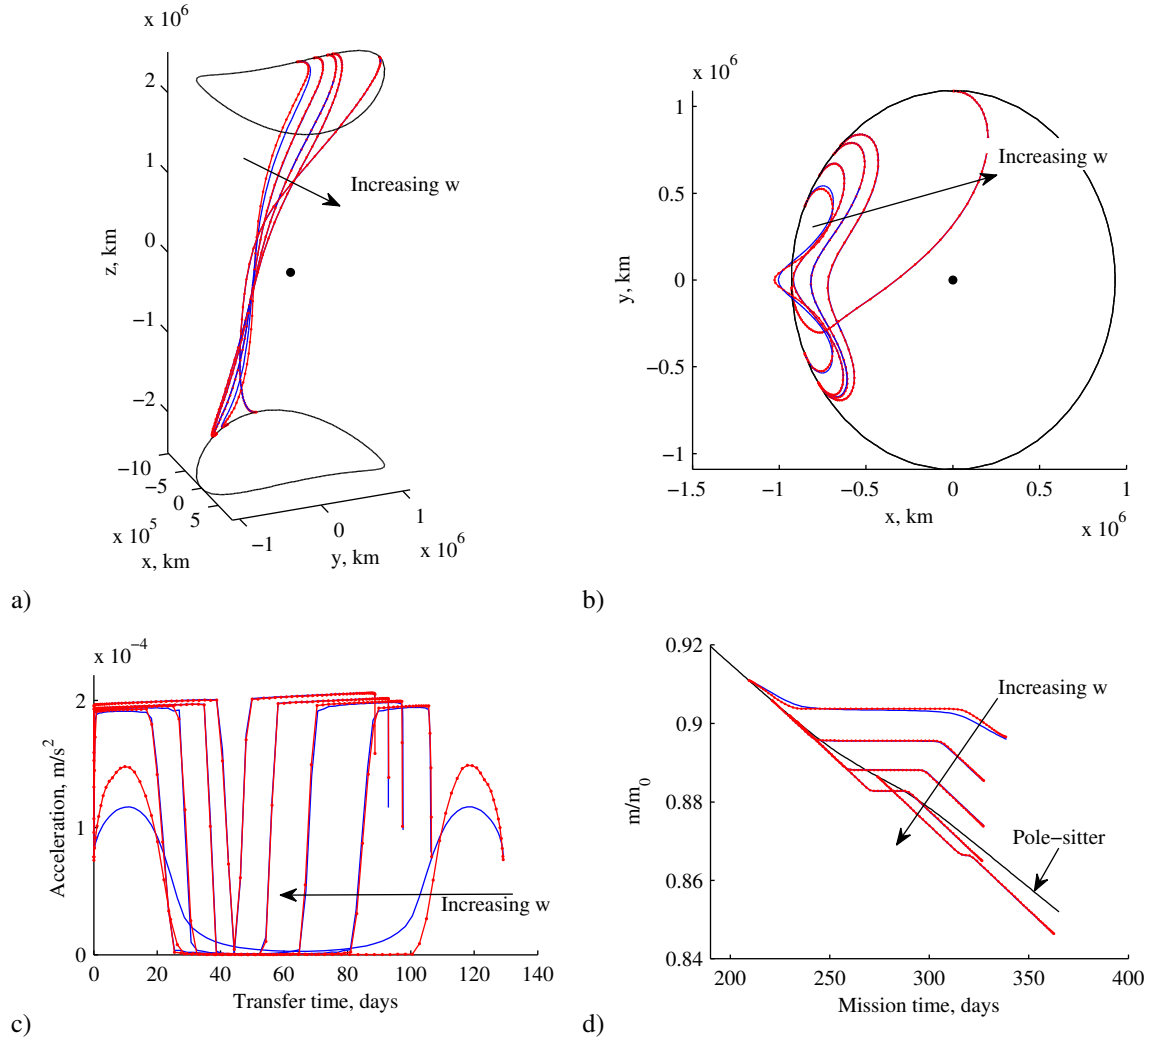 x 10^6
2
1
0
−1
−2
z, km
Increasing w
−10
−5
0
5
x 10^5
x, km
−1
0
1
y, km
x 10^6
a)
x 10^6
1
0.5
0
−0.5
−1
y, km
Increasing w
−1.5
−1
−0.5
0
0.5
1
x, km
x 10^6
b)
x 10^−4
2
1
0
Acceleration, m/s^2
Increasing w
0
20
40
60
80
100
120
140
Transfer time, days
c)
0.92
0.9
0.88
0.86
0.84
m/m_0
Increasing w
Pole−sitter
200
250
300
350
400
Mission time, days
d)